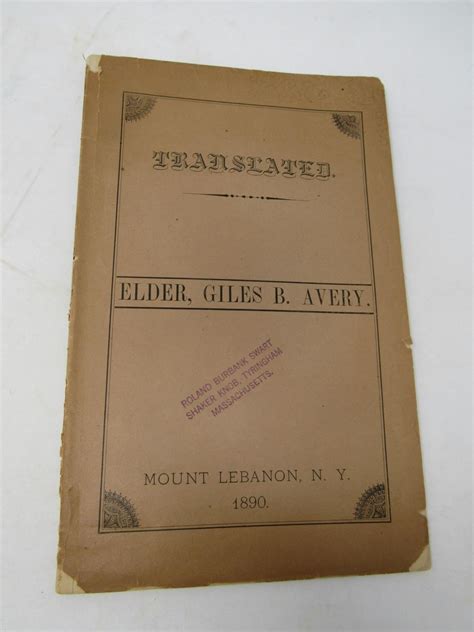 TRANSLATED.
ELDER, GILES B. AVERY.
ROLAND BURBANK SWART
SHAKER KNOB, TYRINGHAM
MASSACHUSETTS.
MOUNT LEBANON, N. Y.
1890.